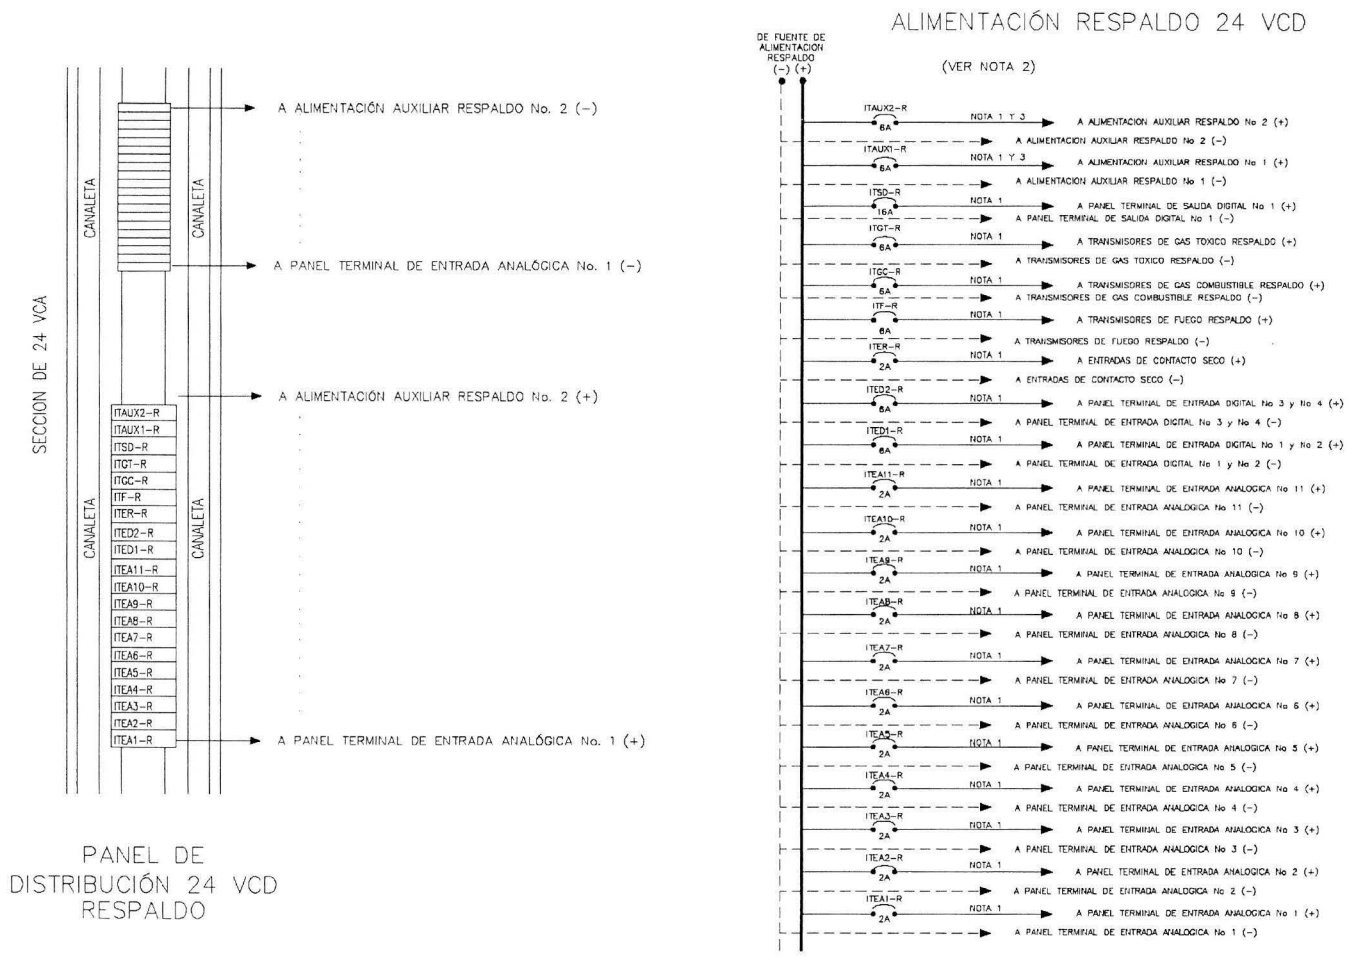 ALIMENTACIÓN RESPALDO 24 VCD
DE FUENTE DE
ALIMENTACION
RESPALDO
(-) (+)
(VER NOTA 2)
A ALIMENTACIÓN AUXILIAR RESPALDO No. 2 (-)
CANALETA
CANALETA
A PANEL TERMINAL DE ENTRADA ANALÓGICA No. 1 (-)
SECCION DE 24 VCA
A ALIMENTACIÓN AUXILIAR RESPALDO No. 2 (+)
CANALETA
CANALETA
ITAUX2-R
ITAUX1-R
ITSD-R
ITGT-R
ITGC-R
ITF-R
ITER-R
ITED2-R
ITED1-R
ITEA11-R
ITEA10-R
ITEA9-R
ITEA8-R
ITEA7-R
ITEA6-R
ITEA5-R
ITEA4-R
ITEA3-R
ITEA2-R
ITEA1-R
A PANEL TERMINAL DE ENTRADA ANALÓGICA No. 1 (+)
PANEL DE
DISTRIBUCIÓN 24 VCD
RESPALDO
ITAUX2-R
6A
NOTA 1 Y 3
A ALIMENTACION AUXILIAR RESPALDO No 2 (+)
A ALIMENTACION AUXILIAR RESPALDO No 2 (-)
ITAUX1-R
6A
NOTA 1 Y 3
A ALIMENTACION AUXILIAR RESPALDO No 1 (+)
A ALIMENTACION AUXILIAR RESPALDO No 1 (-)
ITSD-R
16A
NOTA 1
A PANEL TERMINAL DE SALIDA DIGITAL No 1 (+)
A PANEL TERMINAL DE SALIDA DIGITAL No 1 (-)
ITGT-R
6A
NOTA 1
A TRANSMISORES DE GAS TOXICO RESPALDO (+)
A TRANSMISORES DE GAS TOXICO RESPALDO (-)
ITGC-R
6A
NOTA 1
A TRANSMISORES DE GAS COMBUSTIBLE RESPALDO (+)
A TRANSMISORES DE GAS COMBUSTIBLE RESPALDO (-)
ITF-R
6A
NOTA 1
A TRANSMISORES DE FUEGO RESPALDO (+)
A TRANSMISORES DE FUEGO RESPALDO (-)
ITER-R
2A
NOTA 1
A ENTRADAS DE CONTACTO SECO (+)
A ENTRADAS DE CONTACTO SECO (-)
ITED2-R
6A
NOTA 1
A PANEL TERMINAL DE ENTRADA DIGITAL No 3 y No 4 (+)
A PANEL TERMINAL DE ENTRADA DIGITAL No 3 y No 4 (-)
ITED1-R
6A
NOTA 1
A PANEL TERMINAL DE ENTRADA DIGITAL No 1 y No 2 (+)
A PANEL TERMINAL DE ENTRADA DIGITAL No 1 y No 2 (-)
ITEA11-R
2A
NOTA 1
A PANEL TERMINAL DE ENTRADA ANALOGICA No 11 (+)
A PANEL TERMINAL DE ENTRADA ANALOGICA No 11 (-)
ITEA10-R
2A
NOTA 1
A PANEL TERMINAL DE ENTRADA ANALOGICA No 10 (+)
A PANEL TERMINAL DE ENTRADA ANALOGICA No 10 (-)
ITEA9-R
2A
NOTA 1
A PANEL TERMINAL DE ENTRADA ANALOGICA No 9 (+)
A PANEL TERMINAL DE ENTRADA ANALOGICA No 9 (-)
ITEA8-R
2A
NOTA 1
A PANEL TERMINAL DE ENTRADA ANALOGICA No 8 (+)
A PANEL TERMINAL DE ENTRADA ANALOGICA No 8 (-)
ITEA7-R
2A
NOTA 1
A PANEL TERMINAL DE ENTRADA ANALOGICA No 7 (+)
A PANEL TERMINAL DE ENTRADA ANALOGICA No 7 (-)
ITEA6-R
2A
NOTA 1
A PANEL TERMINAL DE ENTRADA ANALOGICA No 6 (+)
A PANEL TERMINAL DE ENTRADA ANALOGICA No 6 (-)
ITEA5-R
2A
NOTA 1
A PANEL TERMINAL DE ENTRADA ANALOGICA No 5 (+)
A PANEL TERMINAL DE ENTRADA ANALOGICA No 5 (-)
ITEA4-R
2A
NOTA 1
A PANEL TERMINAL DE ENTRADA ANALOGICA No 4 (+)
A PANEL TERMINAL DE ENTRADA ANALOGICA No 4 (-)
ITEA3-R
2A
NOTA 1
A PANEL TERMINAL DE ENTRADA ANALOGICA No 3 (+)
A PANEL TERMINAL DE ENTRADA ANALOGICA No 3 (-)
ITEA2-R
2A
NOTA 1
A PANEL TERMINAL DE ENTRADA ANALOGICA No 2 (+)
A PANEL TERMINAL DE ENTRADA ANALOGICA No 2 (-)
ITEA1-R
2A
NOTA 1
A PANEL TERMINAL DE ENTRADA ANALOGICA No 1 (+)
A PANEL TERMINAL DE ENTRADA ANALOGICA No 1 (-)